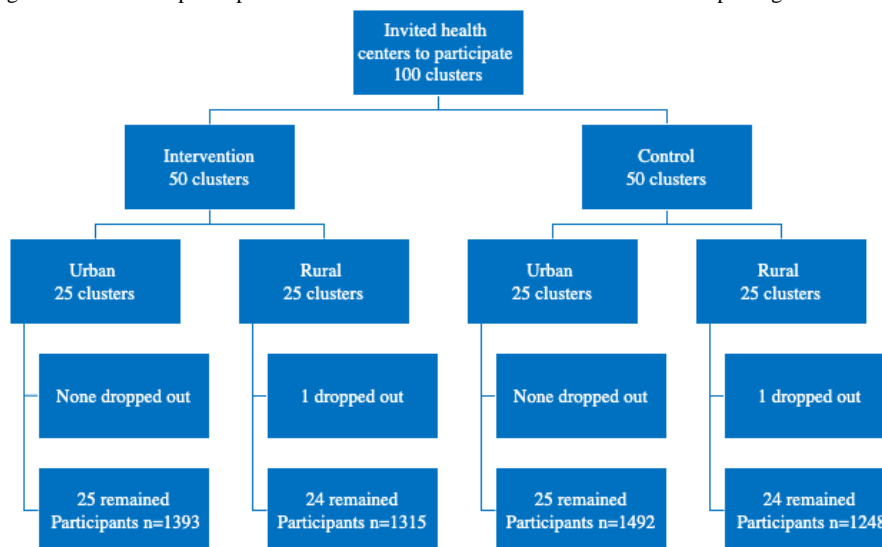 Invited health
centers to participate
100 clusters
Intervention
50 clusters
Control
50 clusters
Urban
25 clusters
Rural
25 clusters
Urban
25 clusters
Rural
25 clusters
None dropped out
1 dropped out
None dropped out
1 dropped out
25 remained
Participants n=1393
24 remained
Participants n=1315
25 remained
Participants n=1492
24 remained
Participants n=1248